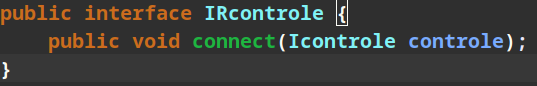 public interface IRcontrole {
    public void connect(Icontrole controle);
}